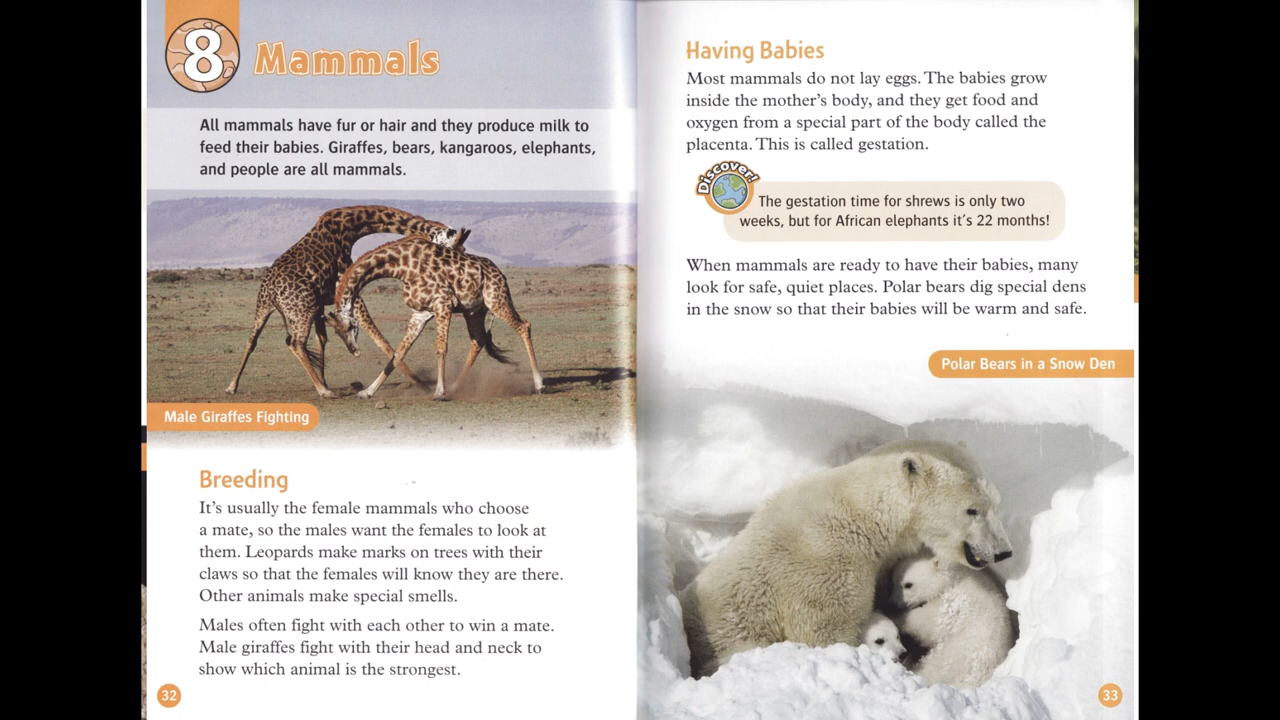 8 Mammals
All mammals have fur or hair and they produce milk to
feed their babies. Giraffes, bears, kangaroos, elephants,
and people are all mammals.
Male Giraffes Fighting
Breeding
It's usually the female mammals who choose
a mate, so the males want the females to look at
them. Leopards make marks on trees with their
claws so that the females will know they are there.
Other animals make special smells.
Males often fight with each other to win a mate.
Male giraffes fight with their head and neck to
show which animal is the strongest.
32
Having Babies
Most mammals do not lay eggs. The babies grow
inside the mother's body, and they get food and
oxygen from a special part of the body called the
placenta. This is called gestation.
Discover!
The gestation time for shrews is only two
weeks, but for African elephants it's 22 months!
When mammals are ready to have their babies, many
look for safe, quiet places. Polar bears dig special dens
in the snow so that their babies will be warm and safe.
Polar Bears in a Snow Den
33